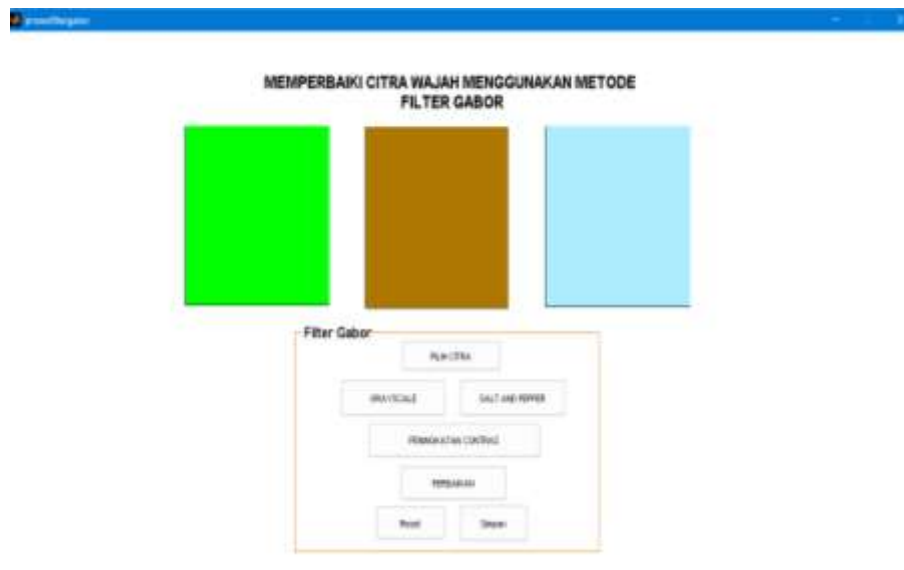 MEMPERBAIKI CITRA WAJAH MENGGUNAKAN METODE
FILTER GABOR
Filter Gabor
PILIH CITRA
GRAYSCALE SALT AND PEPPER
PENINGKATAN CONTRAS
PERBAIKAN
Reset Simpan